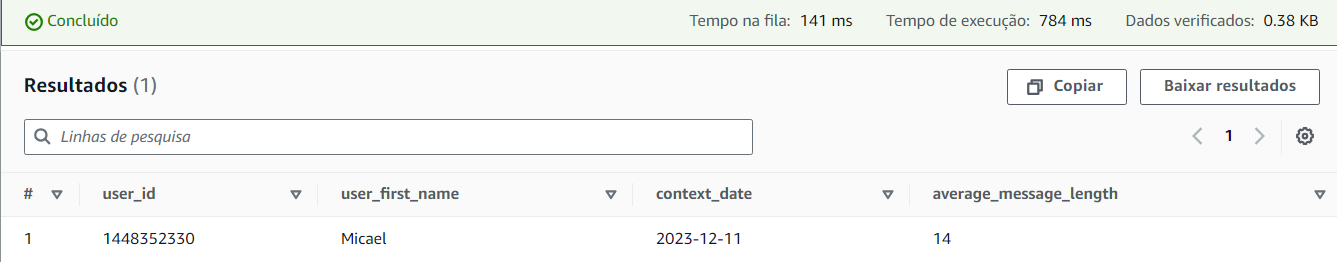 Concluído Tempo na fila: 141 ms Tempo de execução: 784 ms Dados verificados: 0.38 KB
Resultados (1) Copiar Baixar resultados
Linhas de pesquisa 1
# user_id user_first_name context_date average_message_length
1 1448352330 Micael 2023-12-11 14